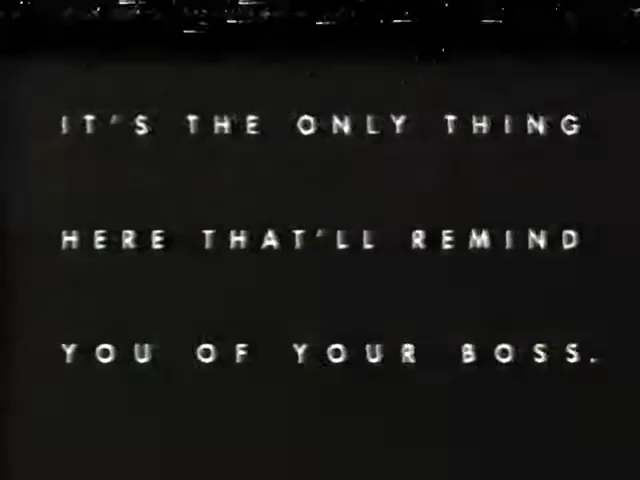 IT'S THE ONLY THING
HERE THAT'LL REMIND
YOU OF YOUR BOSS.